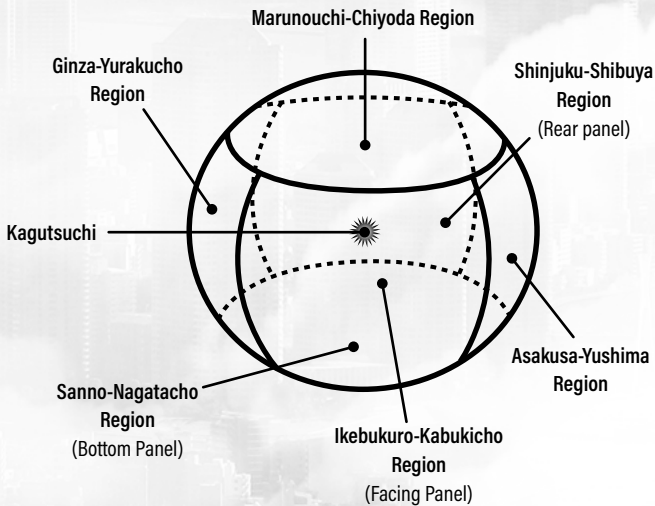 Marunouchi-Chiyoda Region
Ginza-Yurakucho
Region
Shinjuku-Shibuya
Region
(Rear panel)
Kagutsuchi
Asakusa-Yushima
Region
Sanno-Nagatacho
Region
(Bottom Panel)
Ikebukuro-Kabukicho
Region
(Facing Panel)